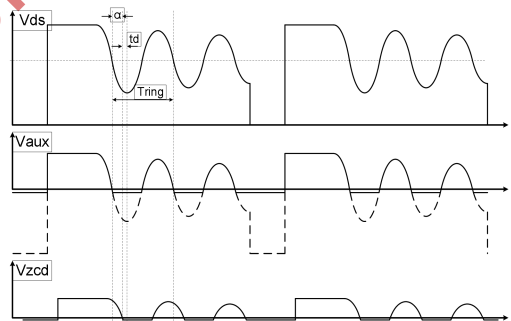 Vds
α
td
Tring
Vaux
Vzcd